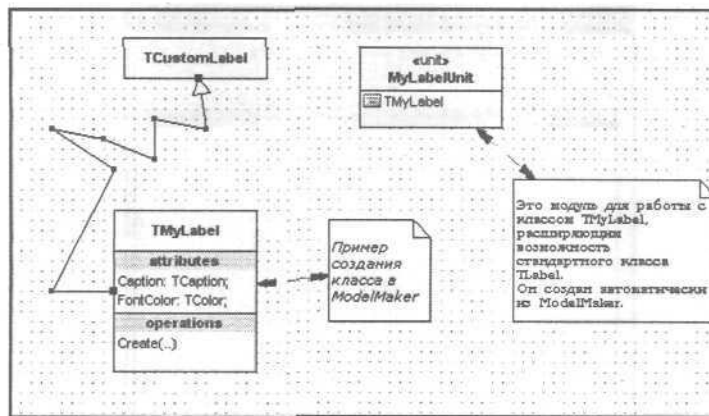 TCustomLabel
«unit»
MyLabelUnit
TMyLabel
TMyLabel
attributes
Caption: TCaption;
FontColor: TColor;
operations
Create(..)
Пример
создания
класса в
ModelMaker
Это модуль для работы с
классом TMyLabel,
расширяющим
возможность
стандартного класса
TLabel.
Он создан автоматически
из ModelMaker.